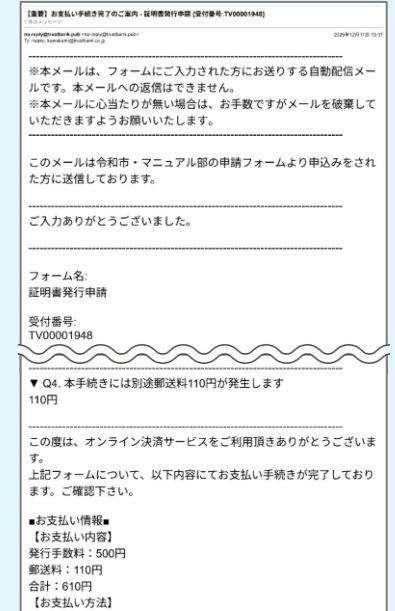 【重要】お支払い手続き完了のご案内 - 証明書発行申請 [受付番号:TV00001948]
no-reply@trustbank.pub <no-reply@trustbank.pub>
※本メールは、フォームにご入力された方にお送りする自動配信メー
ルです。本メールへの返信はできません。
※本メールに心当たりが無い場合は、お手数ですがメールを破棄して
いただきますようお願いいたします。
このメールは令和市・マニュアル部の申請フォームより申込みをされ
た方に送信しております。
ご入力ありがとうございました。
フォーム名:
証明書発行申請
受付番号:
TV00001948
▼ Q4. 本手続きには別途郵送料110円が発生します
110円
この度は、オンライン決済サービスをご利用頂きありがとうございま
す。
上記フォームについて、以下内容にてお支払い手続きが完了しており
ます。ご確認下さい。
■お支払い情報■
【お支払い内容】
発行手数料：500円
郵送料：110円
合計：610円
【お支払い方法】